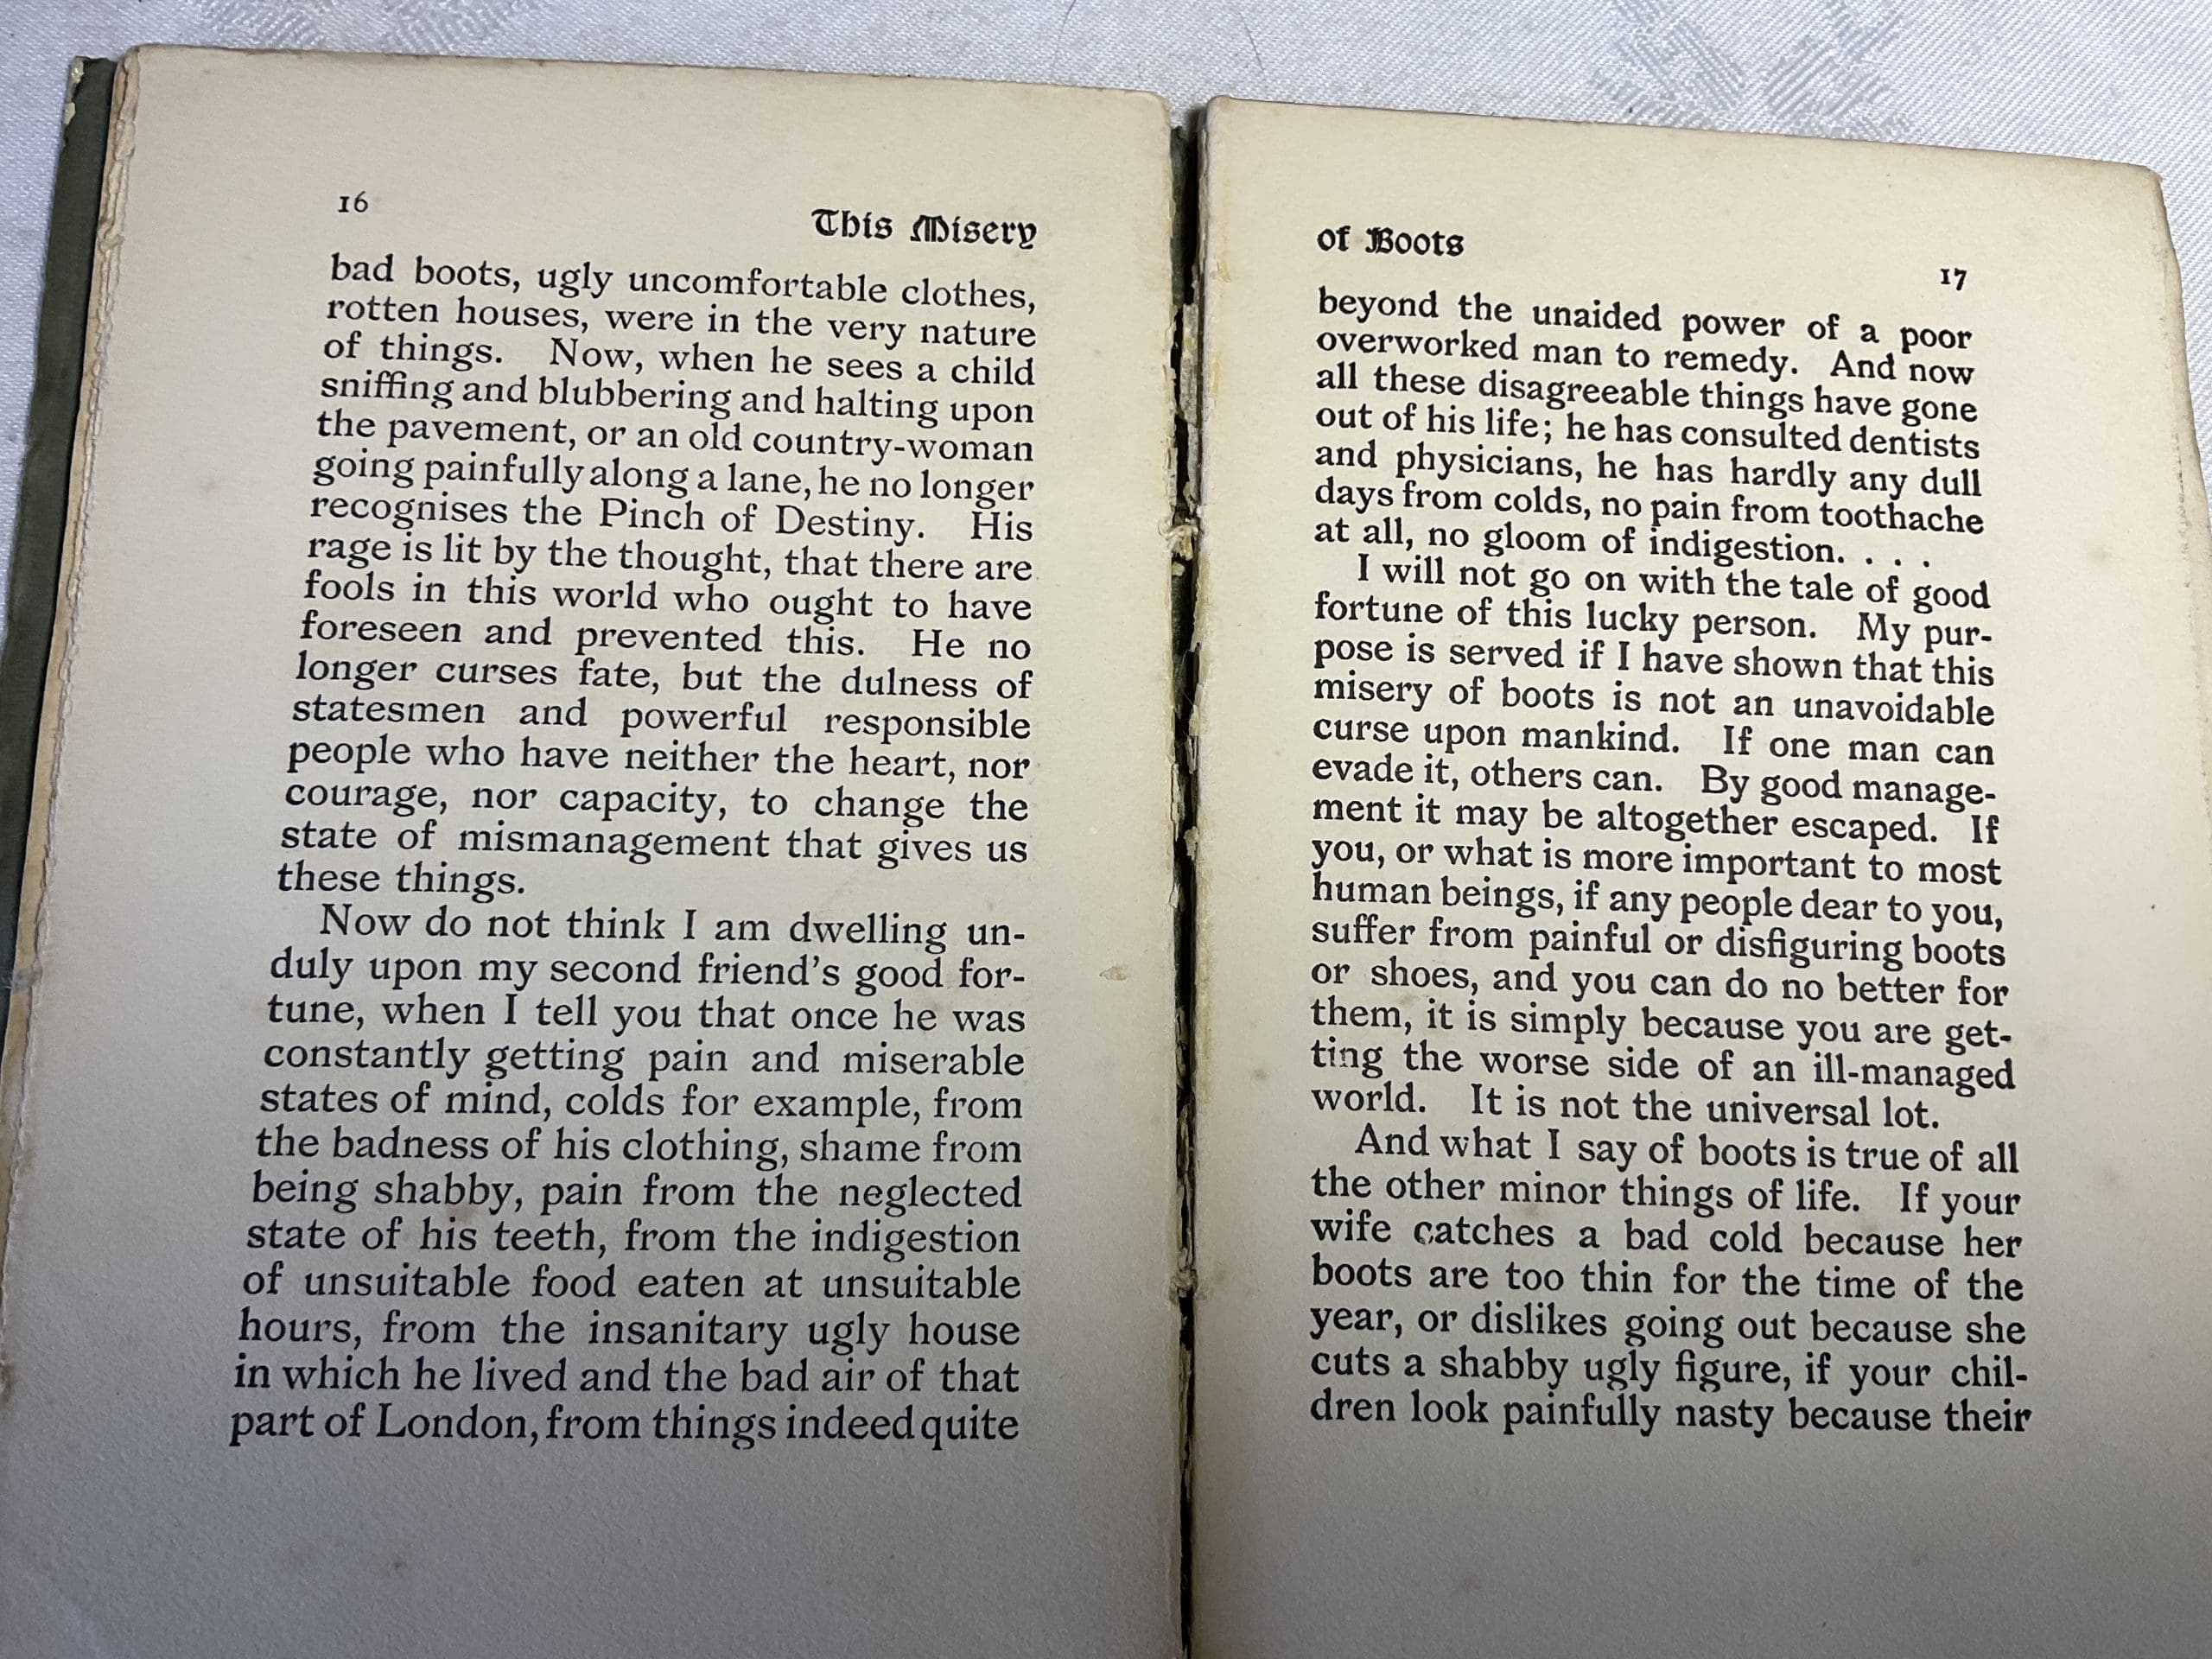 16
This Misery
bad boots, ugly uncomfortable clothes,
rotten houses, were in the very nature
of things. Now, when he sees a child
sniffing and blubbering and halting upon
the pavement, or an old country-woman
going painfully along a lane, he no longer
recognises the Pinch of Destiny. His
rage is lit by the thought, that there are
fools in this world who ought to have
foreseen and prevented this. He no
longer curses fate, but the dulness of
statesmen and powerful responsible
people who have neither the heart, nor
courage, nor capacity, to change the
state of mismanagement that gives us
these things.
Now do not think I am dwelling un-
duly upon my second friend's good for-
tune, when I tell you that once he was
constantly getting pain and miserable
states of mind, colds for example, from
the badness of his clothing, shame from
being shabby, pain from the neglected
state of his teeth, from the indigestion
of unsuitable food eaten at unsuitable
hours, from the insanitary ugly house
in which he lived and the bad air of that
part of London, from things indeed quite
of Boots
17
beyond the unaided power of a poor
overworked man to remedy. And now
all these disagreeable things have gone
out of his life; he has consulted dentists
and physicians, he has hardly any dull
days from colds, no pain from toothache
at all, no gloom of indigestion. . . .
I will not go on with the tale of good
fortune of this lucky person. My pur-
pose is served if I have shown that this
misery of boots is not an unavoidable
curse upon mankind. If one man can
evade it, others can. By good manage-
ment it may be altogether escaped. If
you, or what is more important to most
human beings, if any people dear to you,
suffer from painful or disfiguring boots
or shoes, and you can do no better for
them, it is simply because you are get-
ting the worse side of an ill-managed
world. It is not the universal lot.
And what I say of boots is true of all
the other minor things of life. If your
wife catches a bad cold because her
boots are too thin for the time of the
year, or dislikes going out because she
cuts a shabby ugly figure, if your chil-
dren look painfully nasty because their